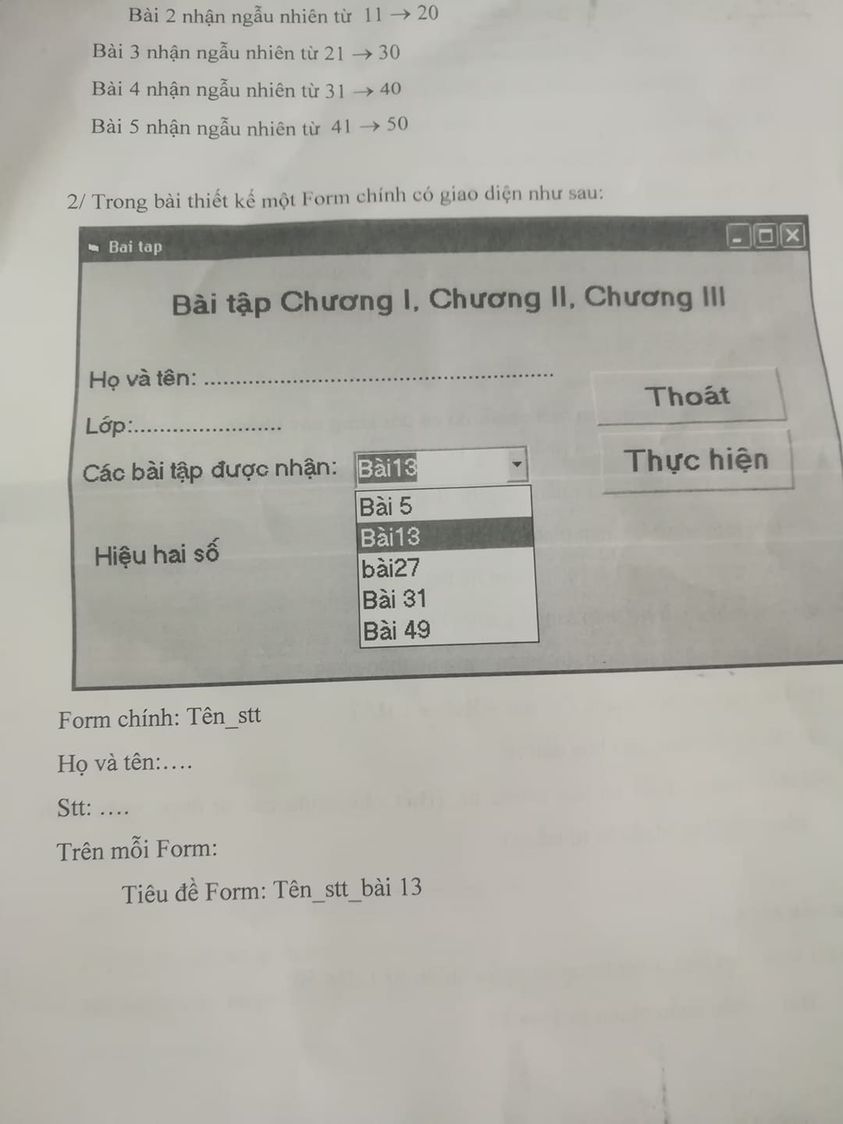 Bài 2 nhận ngẫu nhiên từ 11 → 20
Bài 3 nhận ngẫu nhiên từ 21 → 30
Bài 4 nhận ngẫu nhiên từ 31 → 40
Bài 5 nhận ngẫu nhiên từ 41 → 50
2/ Trong bài thiết kế một Form chính có giao diện như sau:
Bai tap
Bài tập Chương I, Chương II, Chương III
Họ và tên: ......................................................
Thoát
Lớp:.......................
Các bài tập được nhận: Bài13
Thực hiện
Bài 5
Bài13
Hiệu hai số
bài27
Bài 31
Bài 49
Form chính: Tên_stt
Họ và tên:....
Stt: ....
Trên mỗi Form:
Tiêu đề Form: Tên_stt_bài 13